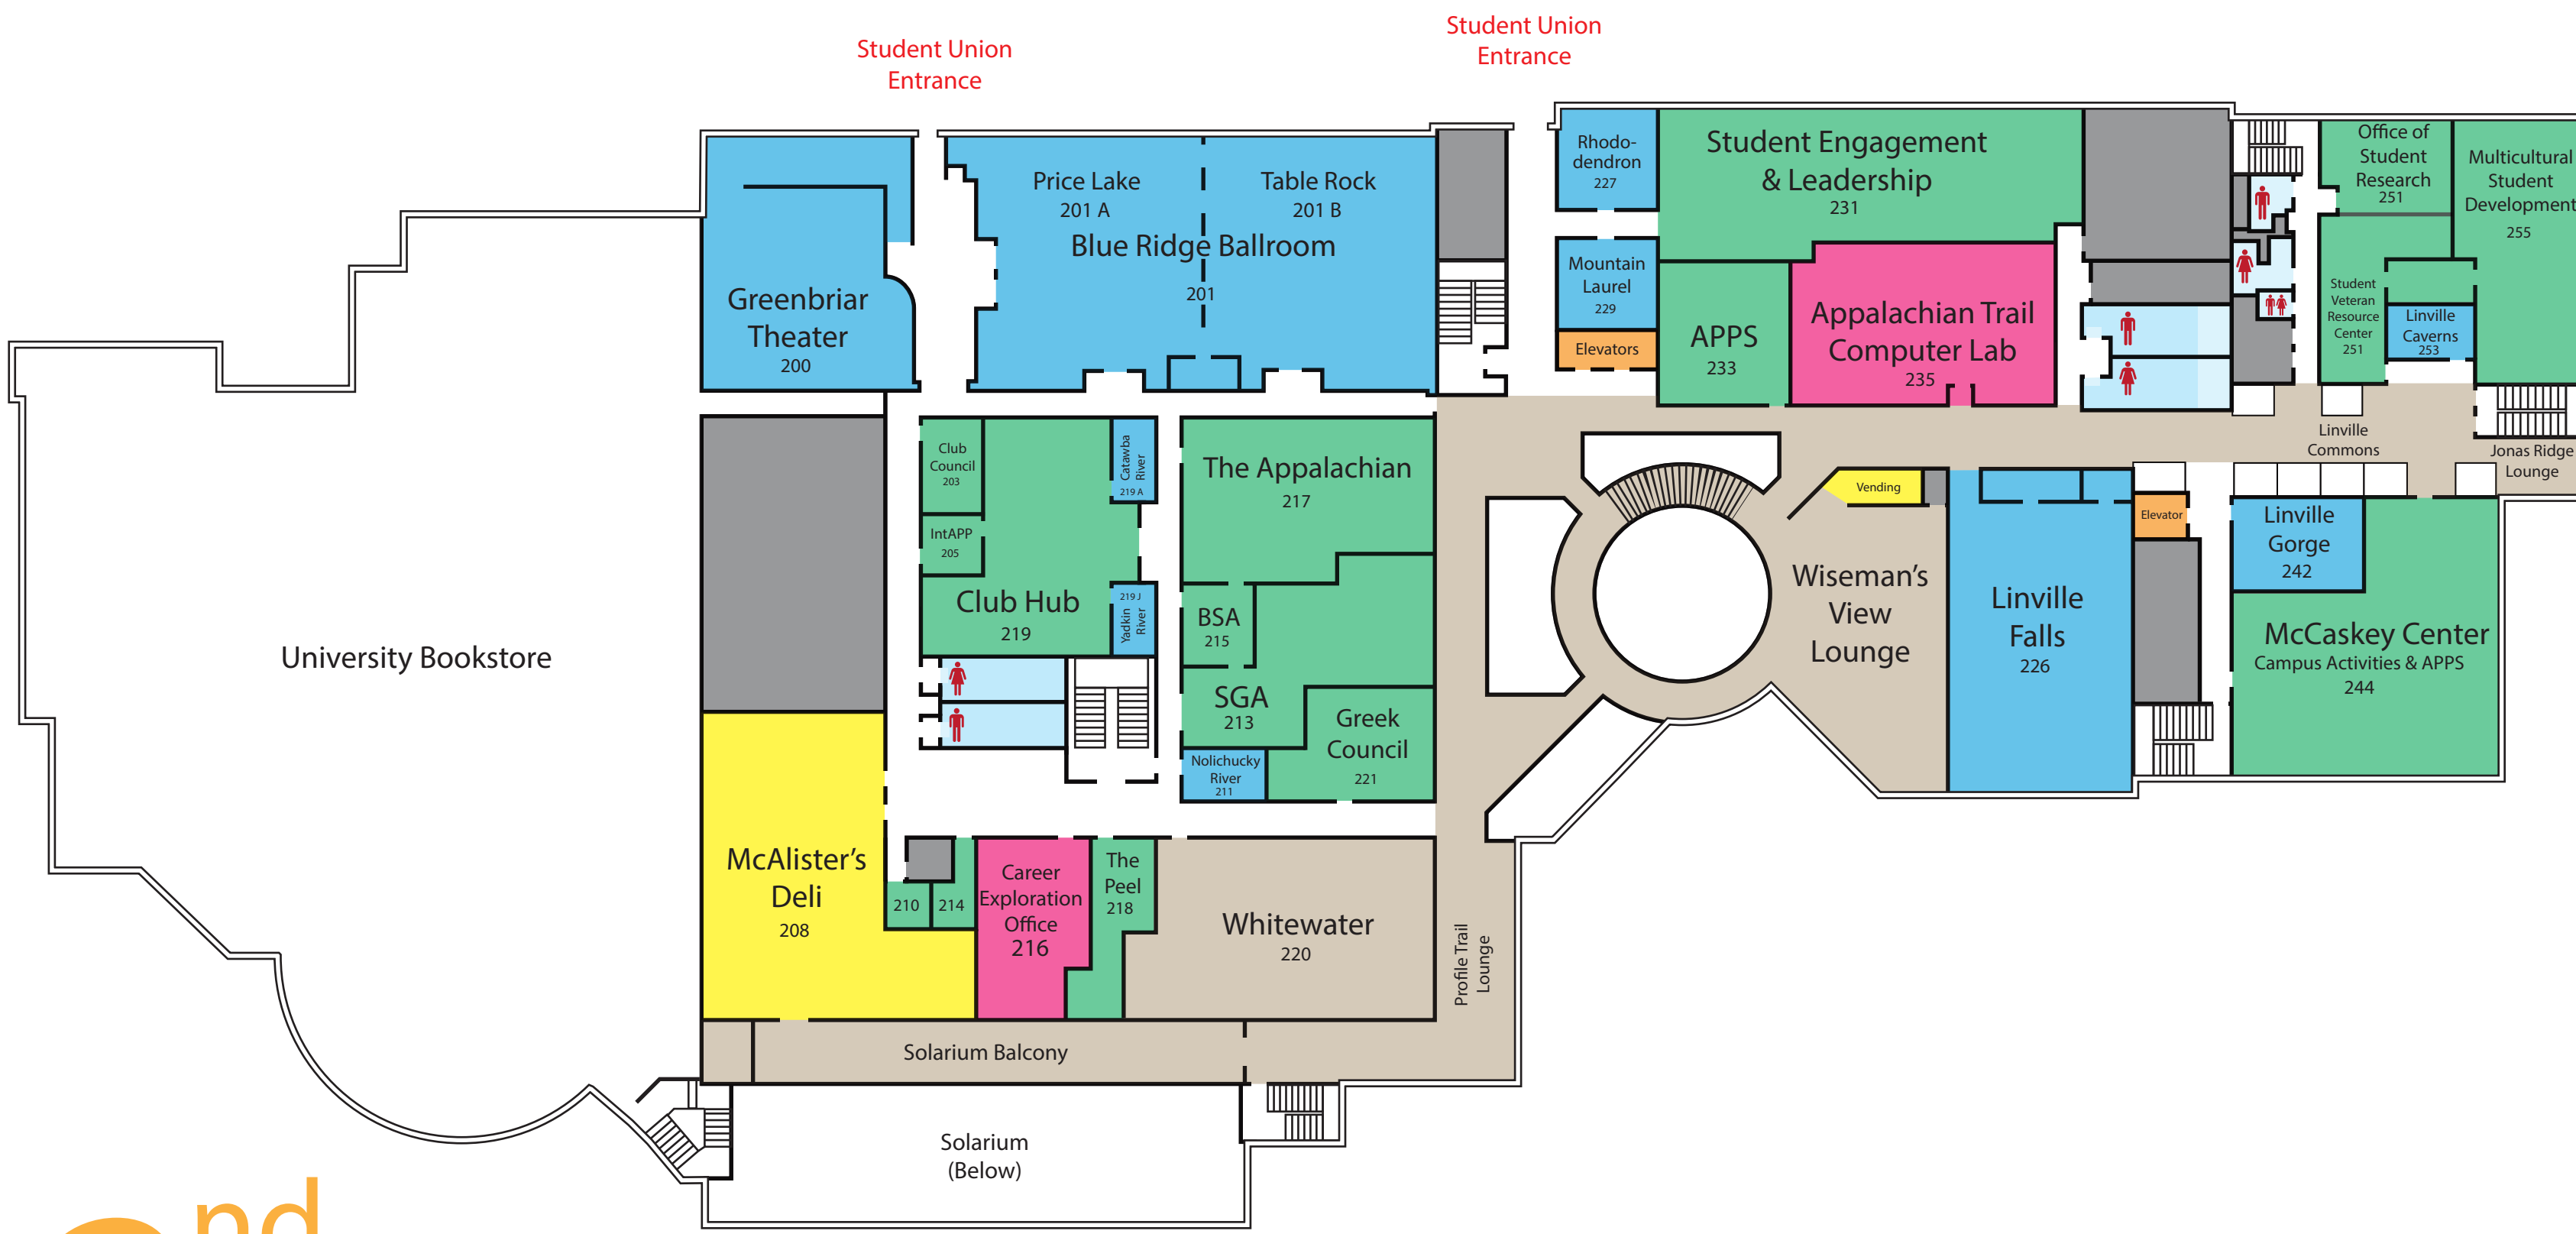 Student Union
Entrance
Student Union
Entrance
Greenbriar
Theater
200
Price Lake
201 A
Table Rock
201 B
Blue Ridge Ballroom
201
Rhodo-
dendron
227
Mountain
Laurel
229
Elevators
Student Engagement
& Leadership
231
APPS
233
Appalachian Trail
Computer Lab
235
Office of
Student
Research
251
Multicultural
Student
Development
255
Student
Veteran
Resource
Center
251
Linville
Caverns
253
Linville
Commons
Jonas Ridge
Lounge
University Bookstore
Club
Council
203
IntAPP
205
Club Hub
219
Catawba
River
219 A
219 J
Yadkin
River
The Appalachian
217
BSA
215
SGA
213
Nolichucky
River
211
Greek
Council
221
Vending
Wiseman's
View
Lounge
Linville
Falls
226
Elevator
Linville
Gorge
242
McCaskey Center
Campus Activities & APPS
244
McAlister's
Deli
208
210
214
Career
Exploration
Office
216
The
Peel
218
Whitewater
220
Profile Trail
Lounge
Solarium Balcony
Solarium
(Below)
nd